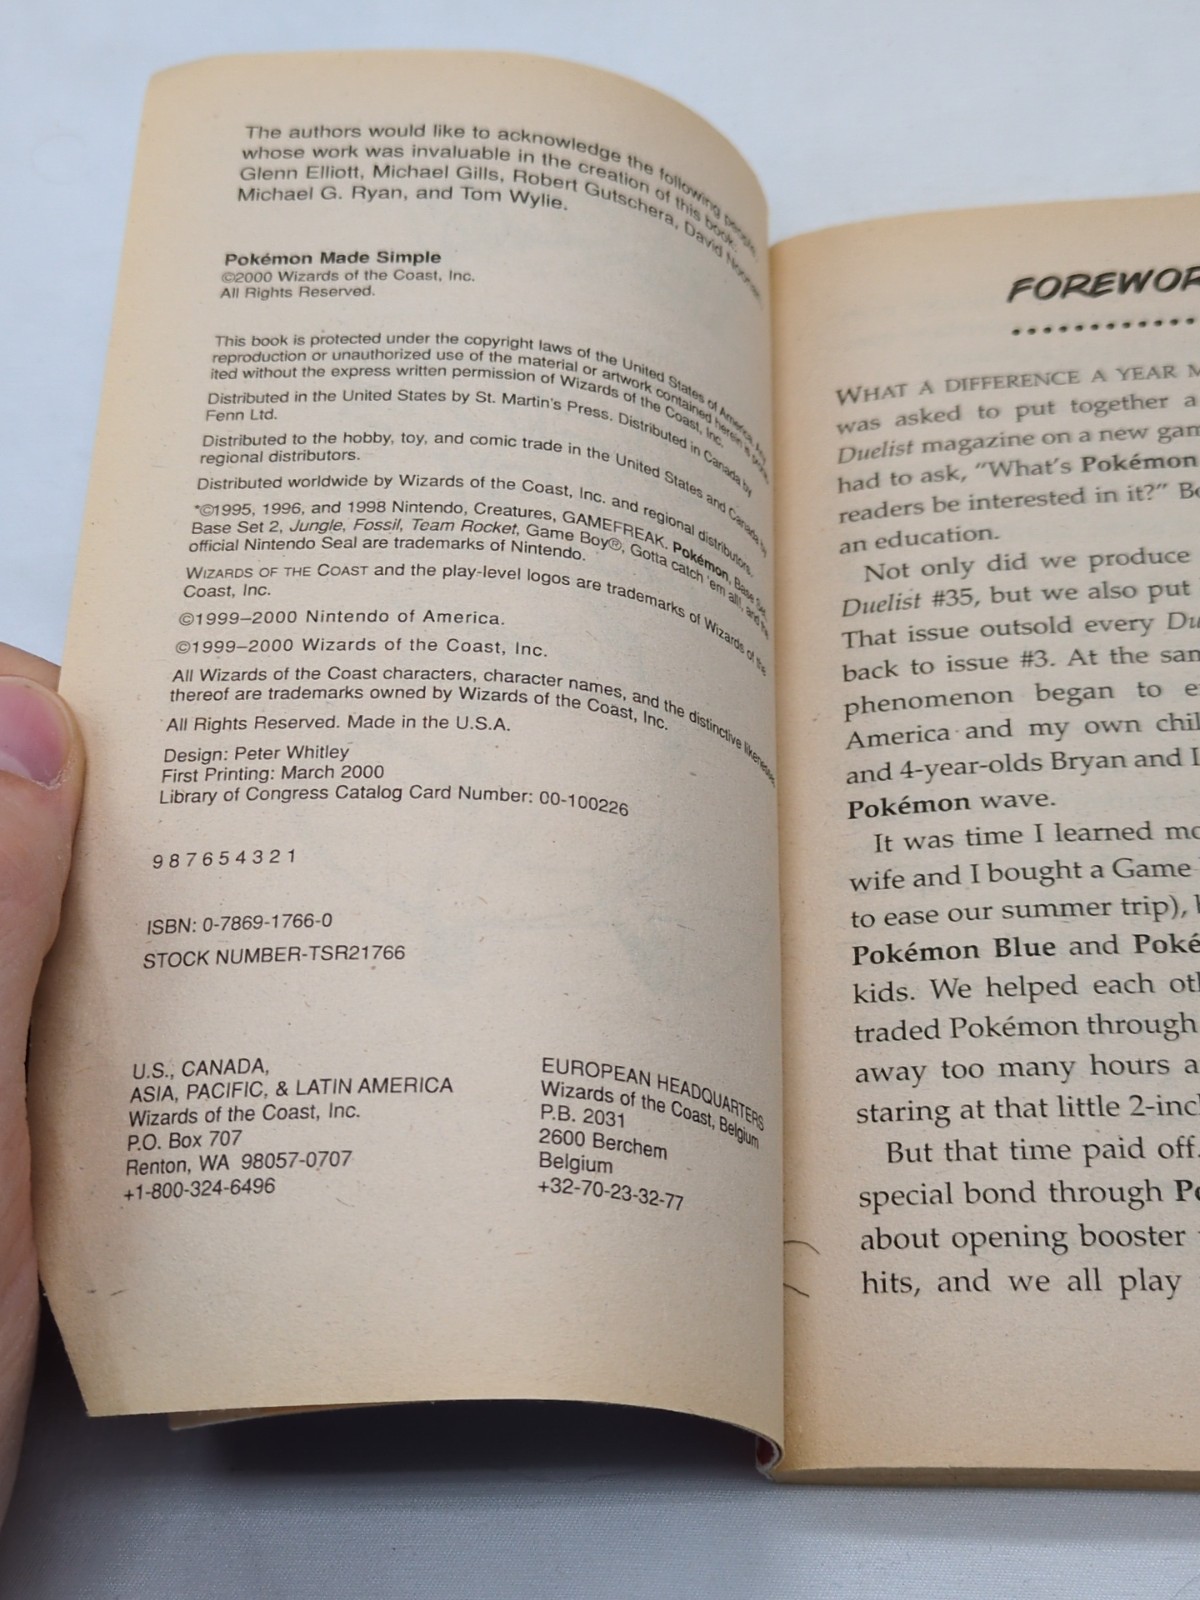 The authors would like to acknowledge the following people,
whose work was invaluable in the creation of this book:
Glenn Elliott, Michael Gills, Robert Gutschera, David Noonan,
Michael G. Ryan, and Tom Wylie.
Pokémon Made Simple
©2000 Wizards of the Coast, Inc.
All Rights Reserved.
This book is protected under the copyright laws of the United States of America. Any
reproduction or unauthorized use of the material or artwork contained herein is
ited without the express written permission of Wizards of the Coast, Inc.
Distributed in the United States by St. Martin's Press. Distributed in Canada by
Fenn Ltd.
Distributed to the hobby, toy, and comic trade in the United States and Canada by
regional distributors.
Distributed worldwide by Wizards of the Coast, Inc. and regional distributors.
*©1995, 1996, and 1998 Nintendo, Creatures, GAMEFREAK. Pokémon, Base Set,
Base Set 2, Jungle, Fossil, Team Rocket, Game Boy®, Gotta catch 'em all!, and the
official Nintendo Seal are trademarks of Nintendo.
WIZARDS OF THE COAST and the play-level logos are trademarks of Wizards of the
Coast, Inc.
©1999–2000 Nintendo of America.
©1999–2000 Wizards of the Coast, Inc.
All Wizards of the Coast characters, character names, and the distinctive likenesses
thereof are trademarks owned by Wizards of the Coast, Inc.
All Rights Reserved. Made in the U.S.A.
Design: Peter Whitley
First Printing: March 2000
Library of Congress Catalog Card Number: 00-100226
9 8 7 6 5 4 3 2 1
ISBN: 0-7869-1766-0
STOCK NUMBER-TSR21766
U.S., CANADA,
ASIA, PACIFIC, & LATIN AMERICA
Wizards of the Coast, Inc.
P.O. Box 707
Renton, WA 98057-0707
+1-800-324-6496
EUROPEAN HEADQUARTERS
Wizards of the Coast, Belgium
P.B. 2031
2600 Berchem
Belgium
+32-70-23-32-77
FOREWOR
WHAT A DIFFERENCE A YEAR M
was asked to put together a
Duelist magazine on a new gam
had to ask, "What's Pokémon
readers be interested in it?" Be
an education.
Not only did we produce
Duelist #35, but we also put
That issue outsold every Du
back to issue #3. At the sam
phenomenon began to e
America and my own chil
and 4-year-olds Bryan and I
Pokémon wave.
It was time I learned mo
wife and I bought a Game
to ease our summer trip), b
Pokémon Blue and Poké
kids. We helped each oth
traded Pokémon through
away too many hours a
staring at that little 2-incl
But that time paid off.
special bond through Po
about opening booster
hits, and we all play